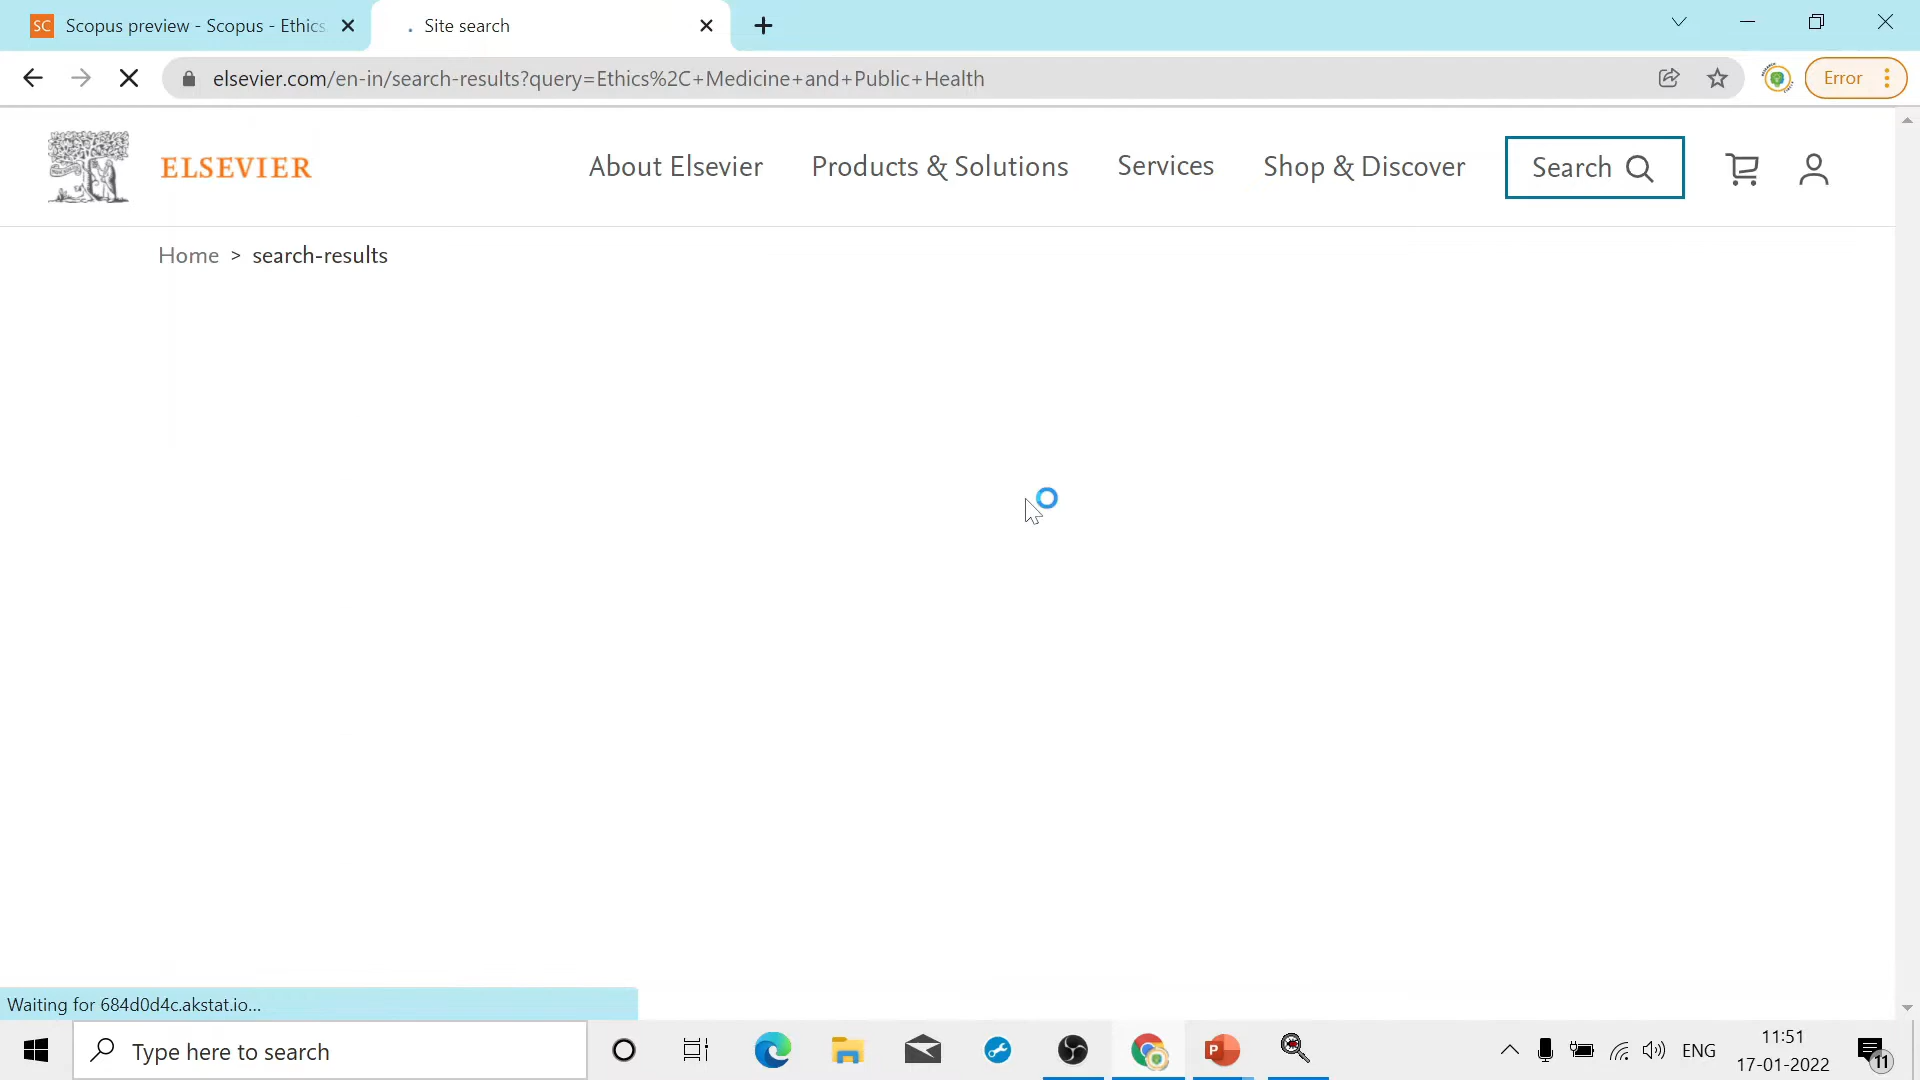 SC Scopus preview - Scopus - Ethics
Site search
elsevier.com/en-in/search-results?query=Ethics%2C+Medicine+and+Public+Health
Error
ELSEVIER
About Elsevier
Products & Solutions
Services
Shop & Discover
Search
Home > search-results
Waiting for 684d0d4c.akstat.io...
Type here to search
P
ENG
11:51
17-01-2022
11